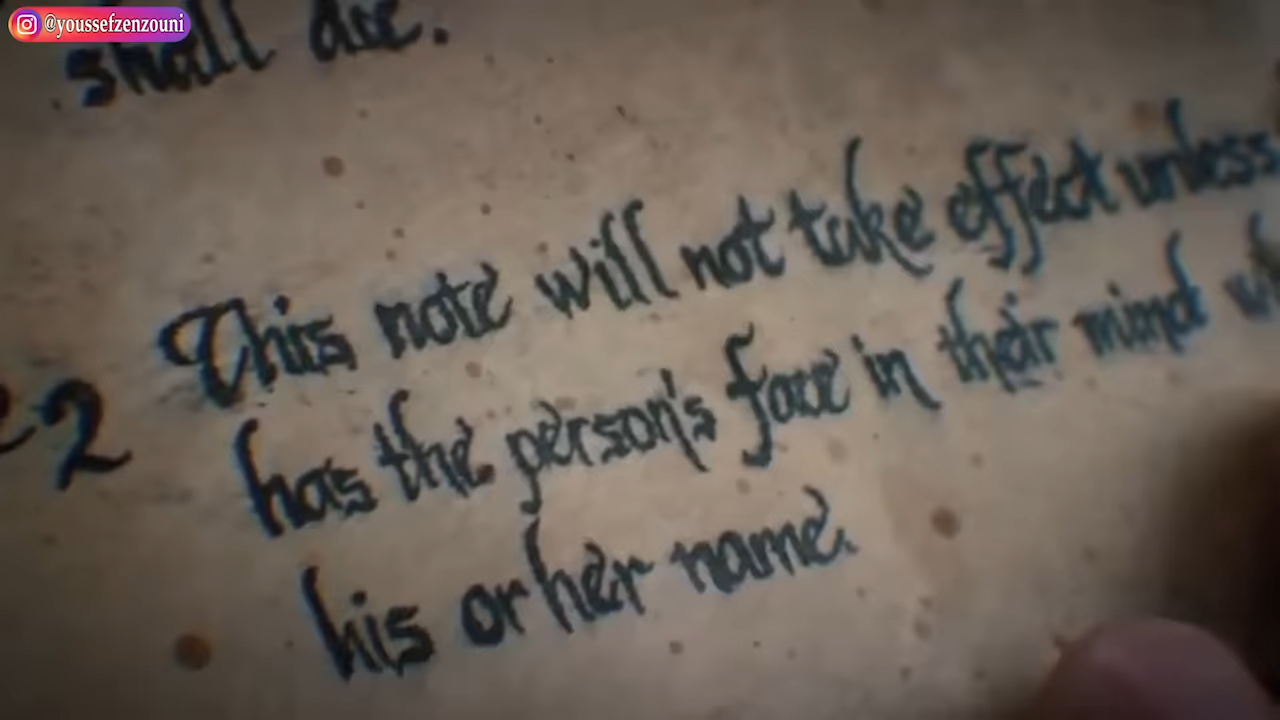 @youssefzenzouni
shall die.
2 This note will not take effect unless
has the person's face in their mind
his or her name.